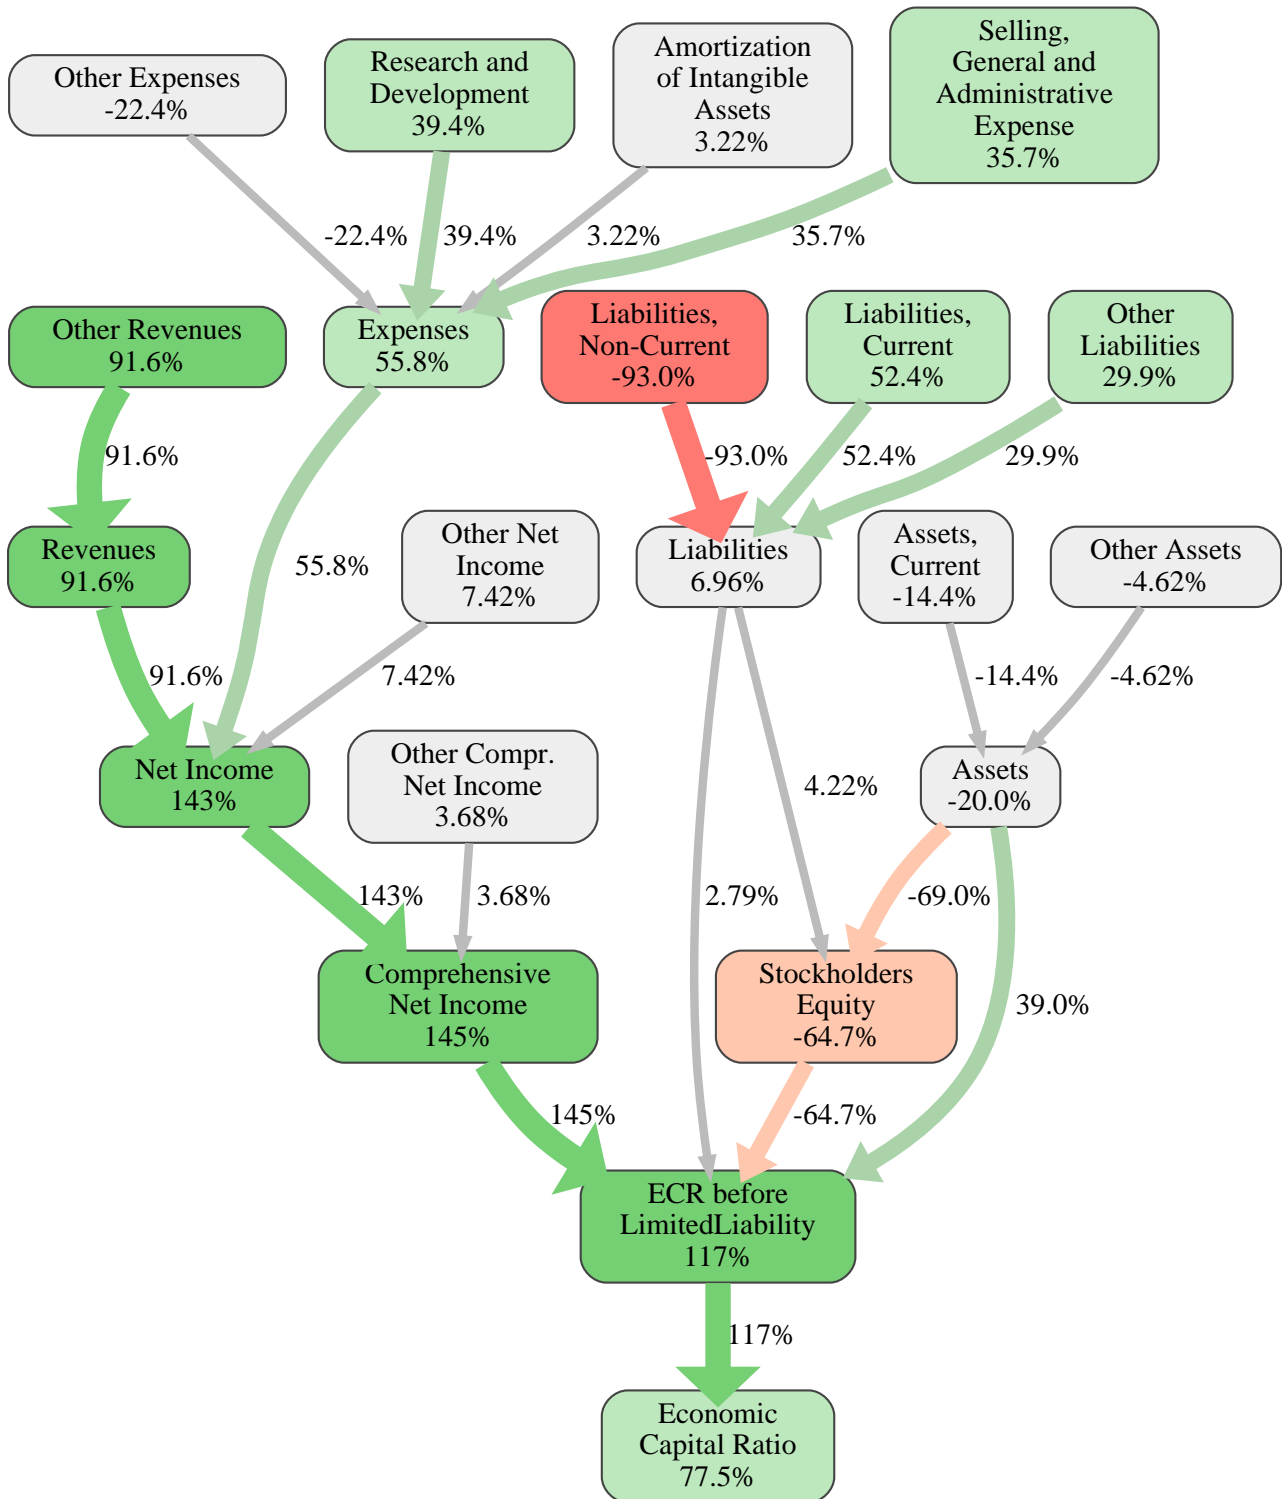 Other Expenses
-22.4%
Research and
Development
39.4%
Amortization
of Intangible
Assets
3.22%
Selling,
General and
Administrative
Expense
35.7%
-22.4%
39.4%
3.22%
35.7%
Other Revenues
91.6%
Expenses
55.8%
Liabilities,
Non-Current
-93.0%
Liabilities,
Current
52.4%
Other
Liabilities
29.9%
91.6%
-93.0%
52.4%
29.9%
Revenues
91.6%
55.8%
Other Net
Income
7.42%
Liabilities
6.96%
Assets,
Current
-14.4%
Other Assets
-4.62%
91.6%
7.42%
-14.4%
-4.62%
Net Income
143%
Other Compr.
Net Income
3.68%
4.22%
Assets
-20.0%
143%
3.68%
2.79%
-69.0%
Comprehensive
Net Income
145%
Stockholders
Equity
-64.7%
39.0%
145%
-64.7%
ECR before
LimitedLiability
117%
117%
Economic
Capital Ratio
77.5%